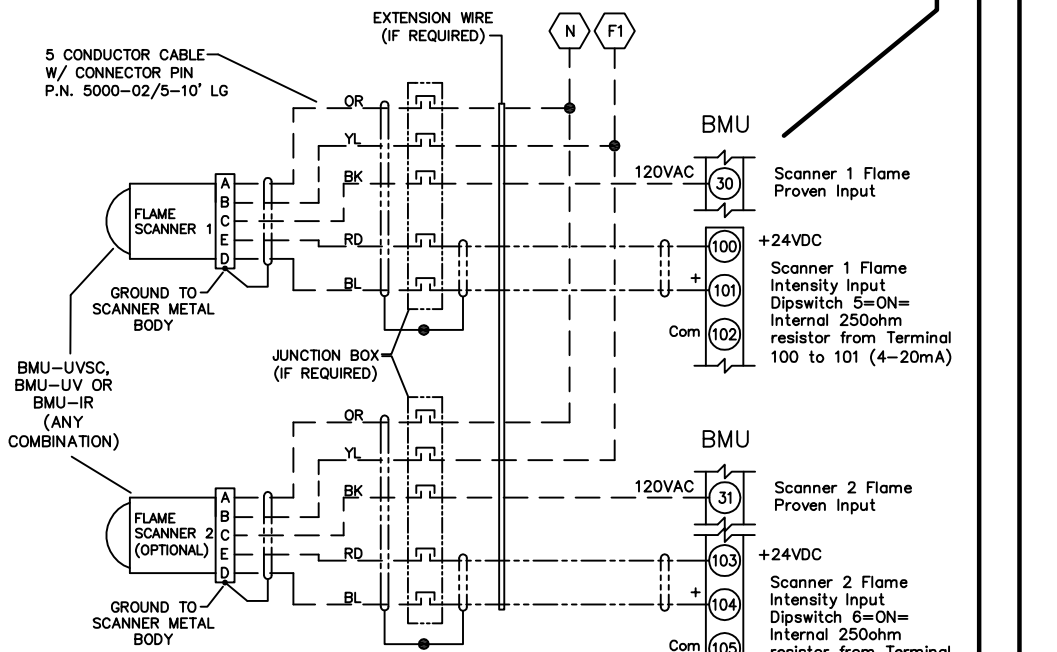 EXTENSION WIRE
(IF REQUIRED)
N
F1
5 CONDUCTOR CABLE
W/ CONNECTOR PIN
P.N. 5000-02/5-10' LG
OR
YL
BK
RD
BL
BMU
120VAC
30
Scanner 1 Flame
Proven Input
A
B
C
E
D
FLAME
SCANNER 1
GROUND TO
SCANNER METAL
BODY
100
+24VDC
+
101
Com
102
Scanner 1 Flame
Intensity Input
Dipswitch 5=ON=
Internal 250ohm
resistor from Terminal
100 to 101 (4-20mA)
JUNCTION BOX
(IF REQUIRED)
BMU-UVSC,
BMU-UV OR
BMU-IR
(ANY
COMBINATION)
OR
YL
BK
RD
BL
BMU
120VAC
31
Scanner 2 Flame
Proven Input
A
B
C
E
D
FLAME
SCANNER 2
(OPTIONAL)
GROUND TO
SCANNER METAL
BODY
103
+24VDC
+
104
Com
105
Scanner 2 Flame
Intensity Input
Dipswitch 6=ON=
Internal 250ohm
resistor from Terminal